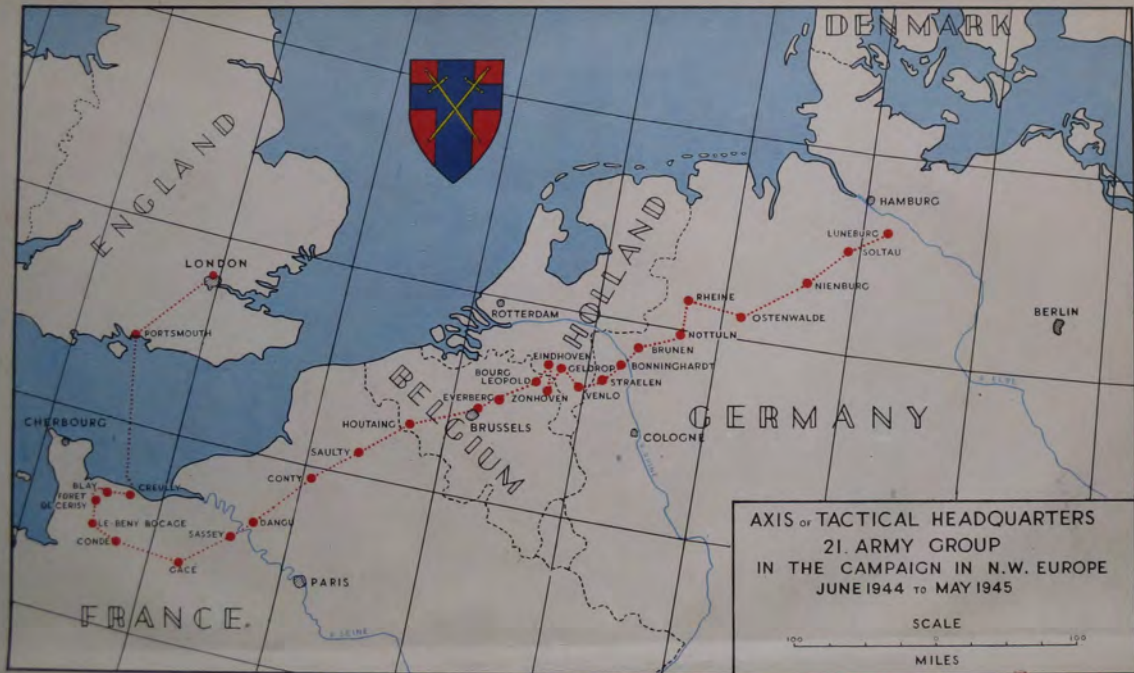 DENMARK
ENGLAND
HAMBURG
LUNEBURG
SOLTAU
NIENBURG
LONDON
HOLLAND
RHEINE
OSTENWALDE
BERLIN
ROTTERDAM
PORTSMOUTH
NOTTULN
BRUNEN
EINDHOVEN
GELDROP
BONNINGHARDT
BOURG
LEOPOLD
STRAELEN
VENLO
ZONHOVEN
EVERBERG
BELGIUM
GERMANY
R ELBE
HOUTAING
BRUSSELS
COLOGNE
CHERBOURG
SAULTY
CONTY
BLAY
CREULLY
FORET
DE CERISY
LE-BENY BOCAGE
CONDE
SASSEY
DANGU
GACE
PARIS
FRANCE.
R SEINE
AXIS OF TACTICAL HEADQUARTERS
21. ARMY GROUP
IN THE CAMPAIGN IN N.W. EUROPE
JUNE 1944 TO MAY 1945
SCALE
100 0 100
MILES